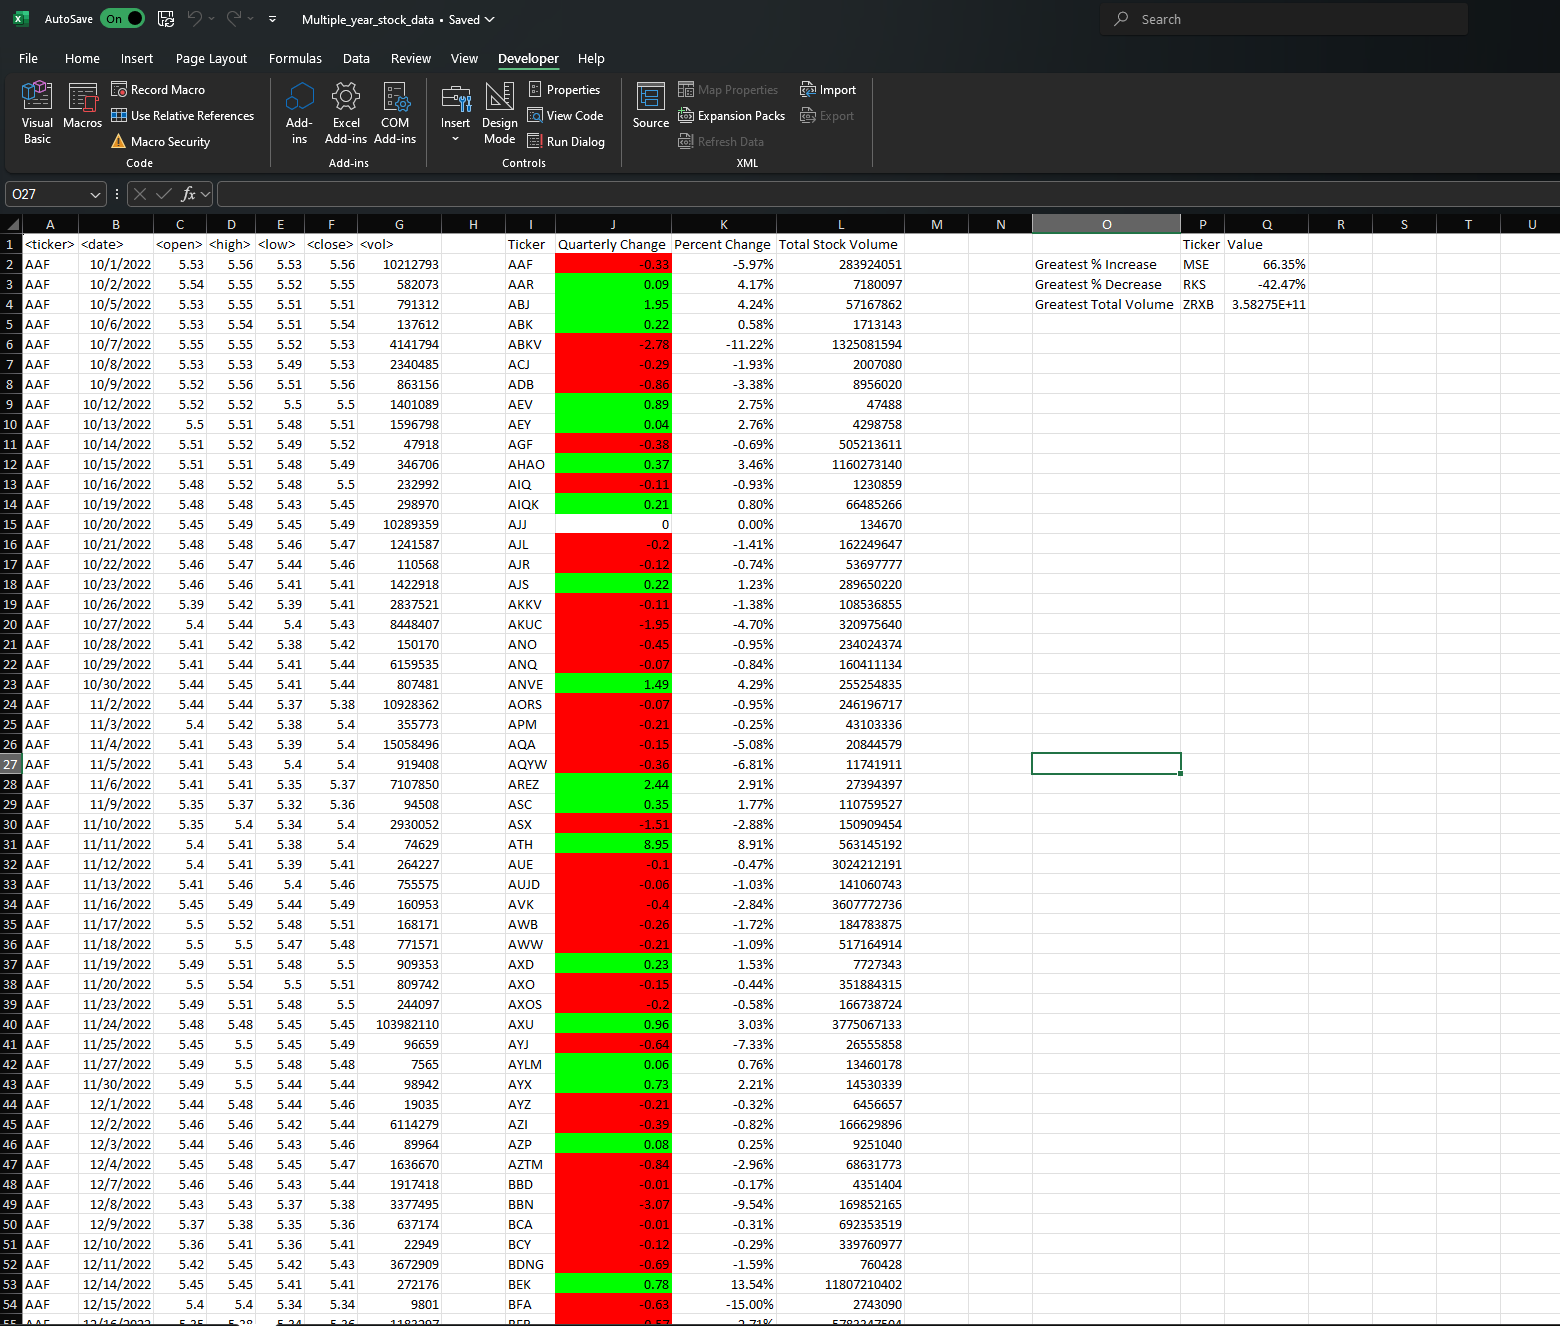 AutoSave On Multiple_year_stock_data • Saved Search
File Home Insert Page Layout Formulas Data Review View Developer Help
Visual Basic Macros Record Macro Use Relative References Macro Security Code
Add-ins Excel Add-ins COM Add-ins Add-ins
Insert Design Mode Properties View Code Run Dialog Controls
Source Map Properties Expansion Packs Refresh Data Import Export XML
O27 fx
A B C D E F G H I J K L M N O P Q R S T U
1 <ticker> <date> <open> <high> <low> <close> <vol> Ticker Quarterly Change Percent Change Total Stock Volume Ticker Value
2 AAF 10/1/2022 5.53 5.56 5.53 5.56 10212793 AAF -0.33 -5.97% 283924051 Greatest % Increase MSE 66.35%
3 AAF 10/2/2022 5.54 5.55 5.52 5.55 582073 AAR 0.09 4.17% 7180097 Greatest % Decrease RKS -42.47%
4 AAF 10/5/2022 5.53 5.55 5.51 5.51 791312 ABJ 1.95 4.24% 57167862 Greatest Total Volume ZRXB 3.58275E+11
5 AAF 10/6/2022 5.53 5.54 5.51 5.54 137612 ABK 0.22 0.58% 1713143
6 AAF 10/7/2022 5.55 5.55 5.52 5.53 4141794 ABKV -2.78 -11.22% 1325081594
7 AAF 10/8/2022 5.53 5.53 5.49 5.53 2340485 ACJ -0.29 -1.93% 2007080
8 AAF 10/9/2022 5.52 5.56 5.51 5.56 863156 ADB -0.86 -3.38% 8956020
9 AAF 10/12/2022 5.52 5.52 5.5 5.5 1401089 AEV 0.89 2.75% 47488
10 AAF 10/13/2022 5.5 5.51 5.48 5.51 1596798 AEY 0.04 2.76% 4298758
11 AAF 10/14/2022 5.51 5.52 5.49 5.52 47918 AGF -0.38 -0.69% 505213611
12 AAF 10/15/2022 5.51 5.51 5.48 5.49 346706 AHAO 0.37 3.46% 1160273140
13 AAF 10/16/2022 5.48 5.52 5.48 5.5 232992 AIQ -0.11 -0.93% 1230859
14 AAF 10/19/2022 5.48 5.48 5.43 5.45 298970 AIQK 0.21 0.80% 66485266
15 AAF 10/20/2022 5.45 5.49 5.45 5.49 10289359 AJJ 0 0.00% 134670
16 AAF 10/21/2022 5.48 5.48 5.46 5.47 1241587 AJL -0.2 -1.41% 162249647
17 AAF 10/22/2022 5.46 5.47 5.44 5.46 110568 AJR -0.12 -0.74% 53697777
18 AAF 10/23/2022 5.46 5.46 5.41 5.41 1422918 AJS 0.22 1.23% 289650220
19 AAF 10/26/2022 5.39 5.42 5.39 5.41 2837521 AKKV -0.11 -1.38% 108536855
20 AAF 10/27/2022 5.4 5.44 5.4 5.43 8448407 AKUC -1.95 -4.70% 320975640
21 AAF 10/28/2022 5.41 5.42 5.38 5.42 150170 ANO -0.45 -0.95% 234024374
22 AAF 10/29/2022 5.41 5.44 5.41 5.44 6159535 ANQ -0.07 -0.84% 160411134
23 AAF 10/30/2022 5.44 5.45 5.41 5.44 807481 ANVE 1.49 4.29% 255254835
24 AAF 11/2/2022 5.44 5.44 5.37 5.38 10928362 AORS -0.07 -0.95% 246196717
25 AAF 11/3/2022 5.4 5.42 5.38 5.4 355773 APM -0.21 -0.25% 43103336
26 AAF 11/4/2022 5.41 5.43 5.39 5.4 15058496 AQA -0.15 -5.08% 20844579
27 AAF 11/5/2022 5.41 5.43 5.4 5.4 919408 AQYW -0.36 -6.81% 11741911
28 AAF 11/6/2022 5.41 5.41 5.35 5.37 7107850 AREZ 2.44 2.91% 27394397
29 AAF 11/9/2022 5.35 5.37 5.32 5.36 94508 ASC 0.35 1.77% 110759527
30 AAF 11/10/2022 5.35 5.4 5.34 5.4 2930052 ASX -1.51 -2.88% 150909454
31 AAF 11/11/2022 5.4 5.41 5.38 5.4 74629 ATH 8.95 8.91% 563145192
32 AAF 11/12/2022 5.4 5.41 5.39 5.41 264227 AUE -0.1 -0.47% 3024212191
33 AAF 11/13/2022 5.41 5.46 5.4 5.46 755575 AUJD -0.06 -1.03% 141060743
34 AAF 11/16/2022 5.45 5.49 5.44 5.49 160953 AVK -0.4 -2.84% 3607772736
35 AAF 11/17/2022 5.5 5.52 5.48 5.51 168171 AWB -0.26 -1.72% 184783875
36 AAF 11/18/2022 5.5 5.5 5.47 5.48 771571 AWW -0.21 -1.09% 517164914
37 AAF 11/19/2022 5.49 5.51 5.48 5.5 909353 AXD 0.23 1.53% 7727343
38 AAF 11/20/2022 5.5 5.54 5.5 5.51 809742 AXO -0.15 -0.44% 351884315
39 AAF 11/23/2022 5.49 5.51 5.48 5.5 244097 AXOS -0.2 -0.58% 166738724
40 AAF 11/24/2022 5.48 5.48 5.45 5.45 103982110 AXU 0.96 3.03% 3775067133
41 AAF 11/25/2022 5.45 5.5 5.45 5.49 96659 AYJ -0.64 -7.33% 26555858
42 AAF 11/27/2022 5.49 5.5 5.48 5.48 7565 AYLM 0.06 0.76% 13460178
43 AAF 11/30/2022 5.49 5.5 5.44 5.44 98942 AYX 0.73 2.21% 14530339
44 AAF 12/1/2022 5.44 5.48 5.44 5.46 19035 AYZ -0.21 -0.32% 6456657
45 AAF 12/2/2022 5.46 5.46 5.42 5.44 6114279 AZI -0.39 -0.82% 166629896
46 AAF 12/3/2022 5.44 5.46 5.43 5.46 89964 AZP 0.08 0.25% 9251040
47 AAF 12/4/2022 5.45 5.48 5.45 5.47 1636670 AZTM -0.84 -2.96% 68631773
48 AAF 12/7/2022 5.46 5.46 5.43 5.44 1917418 BBD -0.01 -0.17% 4351404
49 AAF 12/8/2022 5.43 5.43 5.37 5.38 3377495 BBN -3.07 -9.54% 169852165
50 AAF 12/9/2022 5.37 5.38 5.35 5.36 637174 BCA -0.01 -0.31% 692353519
51 AAF 12/10/2022 5.36 5.41 5.36 5.41 22949 BCY -0.12 -0.29% 339760977
52 AAF 12/11/2022 5.42 5.45 5.42 5.43 3672909 BDNG -0.69 -1.59% 760428
53 AAF 12/14/2022 5.45 5.45 5.41 5.41 272176 BEK 0.78 13.54% 11807210402
54 AAF 12/15/2022 5.4 5.4 5.34 5.34 9801 BFA -0.63 -15.00% 2743090